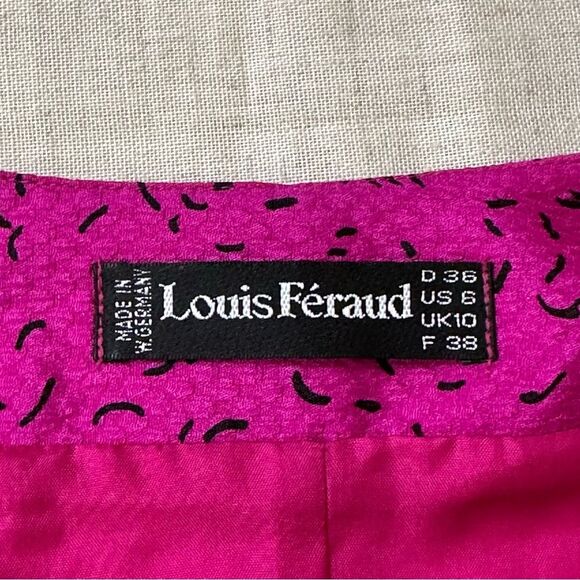 MADE IN
W.GERMANY
Louis Féraud
D 36
US 6
UK10
F 38